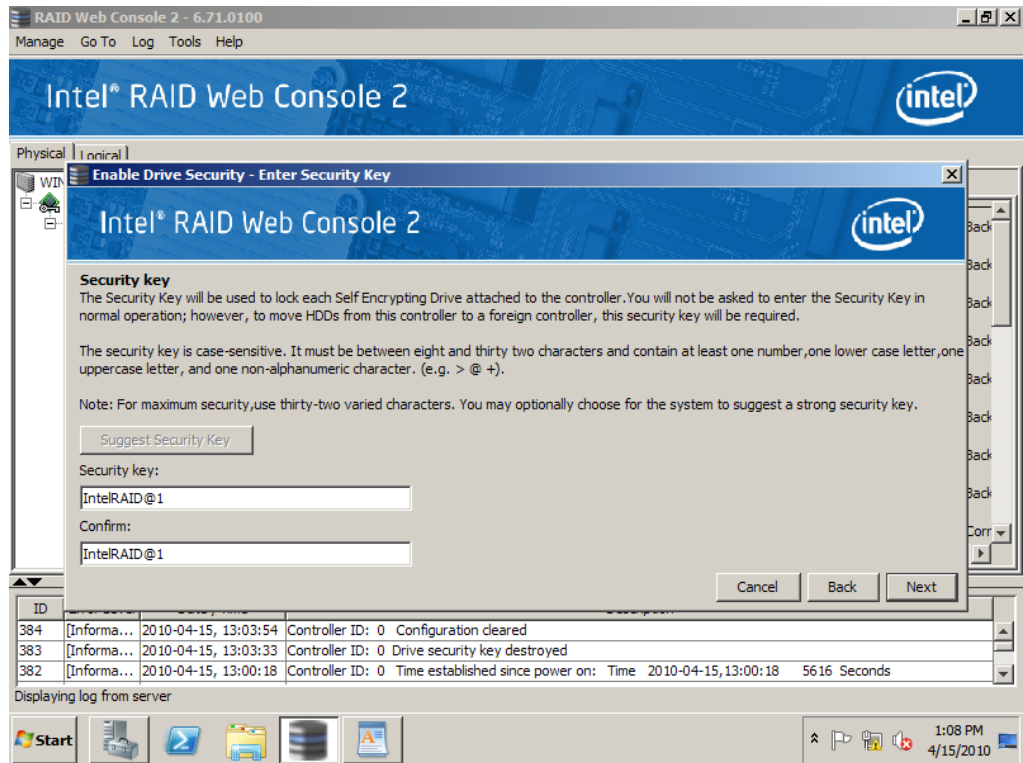 RAID Web Console 2 - 6.71.0100
Manage Go To Log Tools Help
Intel® RAID Web Console 2
intel
Physical Logical
Enable Drive Security - Enter Security Key
Intel® RAID Web Console 2
intel
Security key
The Security Key will be used to lock each Self Encrypting Drive attached to the controller.You will not be asked to enter the Security Key in
normal operation; however, to move HDDs from this controller to a foreign controller, this security key will be required.
The security key is case-sensitive. It must be between eight and thirty two characters and contain at least one number,one lower case letter,one
uppercase letter, and one non-alphanumeric character. (e.g. > @ +).
Note: For maximum security,use thirty-two varied characters. You may optionally choose for the system to suggest a strong security key.
Suggest Security Key
Security key:
IntelRAID@1
Confirm:
IntelRAID@1
Cancel Back Next
WIN
Back
Back
Back
Back
Back
Back
Back
Back
Corr
ID
384 [Informa... 2010-04-15, 13:03:54 Controller ID: 0 Configuration cleared
383 [Informa... 2010-04-15, 13:03:33 Controller ID: 0 Drive security key destroyed
382 [Informa... 2010-04-15, 13:00:18 Controller ID: 0 Time established since power on: Time 2010-04-15,13:00:18 5616 Seconds
Displaying log from server
Start
1:08 PM
4/15/2010